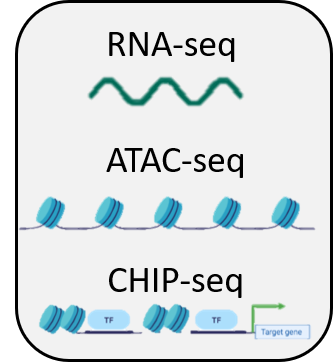 RNA-seq
ATAC-seq
CHIP-seq
TF TF
Target gene